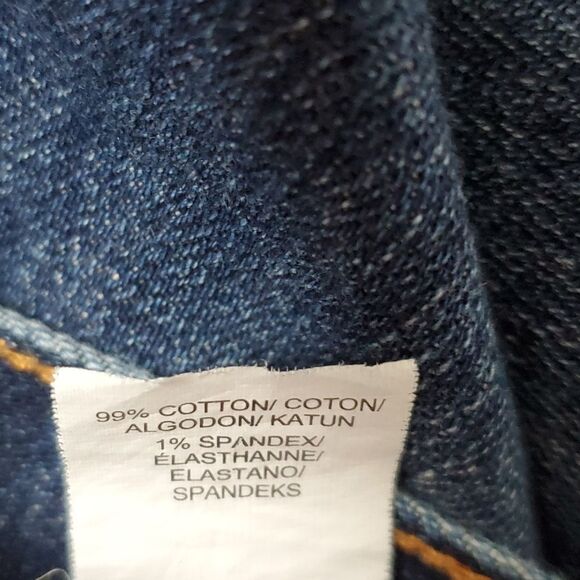 99% COTTON/ COTON/
ALGODON/ KATUN
1% SPANDEX/
ÉLASTHANNE/
ELASTANO/
SPANDEKS